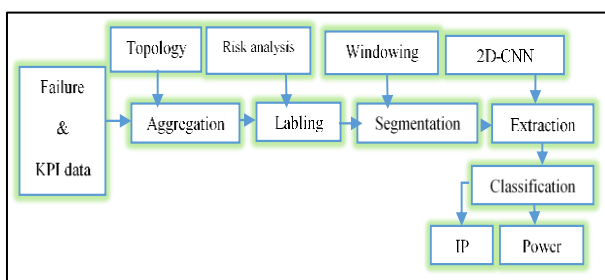 Topology
Risk analysis
Windowing
2D-CNN
Failure
&
KPI data
Aggregation
Labling
Segmentation
Extraction
Classification
IP
Power